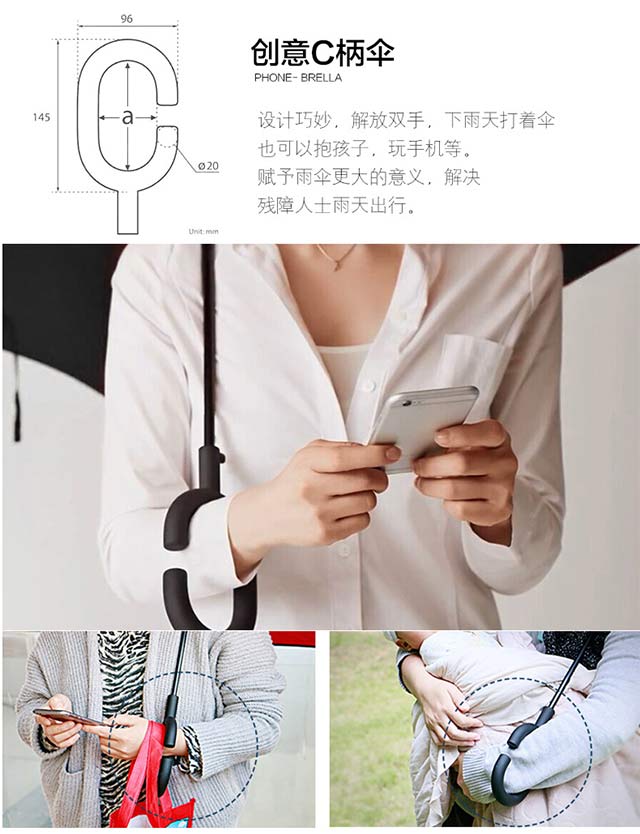 96
创意C柄伞
PHONE- BRELLA
145
a
设计巧妙，解放双手，下雨天打着伞
也可以抱孩子，玩手机等。
ø20
赋予雨伞更大的意义，解决
残障人士雨天出行。
Unit: mm